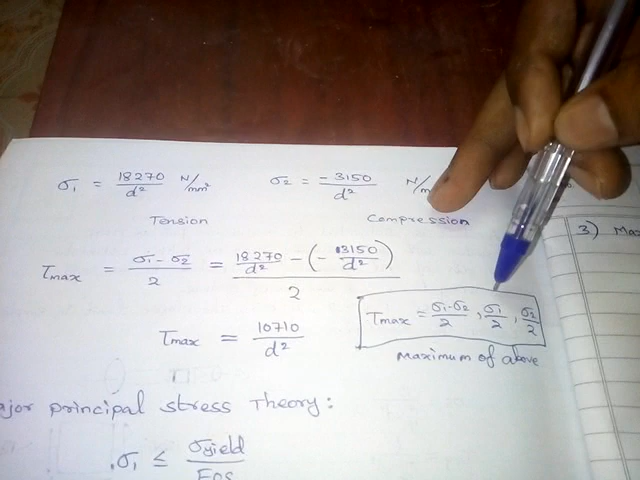 σ1 = 18270/d² N/mm² σ2 = -3150/d² N/m
Tension Compression
3) Ma
τmax = (σ1 - σ2)/2 = (18270/d² - (-3150/d²))/2
τmax = (σ1-σ2)/2, σ1/2, σ2/2
τmax = 10710/d²
Maximum of above
ajor principal stress Theory:
σ1 ≤ σyield/FOS